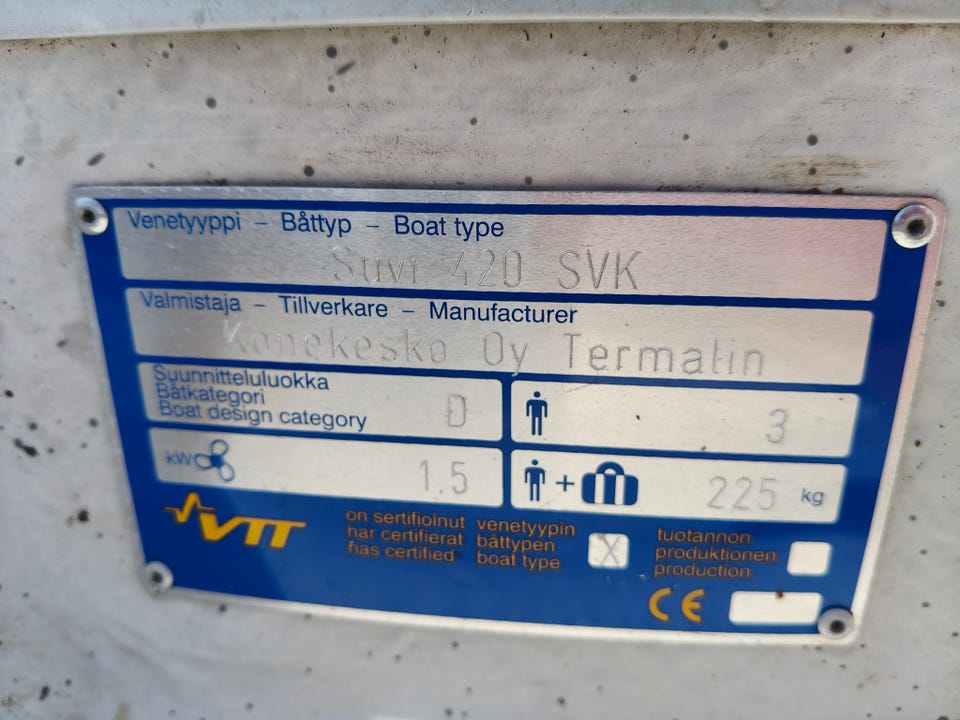 Venetyyppi – Båttyp – Boat type
Suvi 420 SVK
Valmistaja – Tillverkare – Manufacturer
Konekesko Oy Termalin
Suunnitteluluokka
Båtkategori
Boat design category
D
3
kW
1.5
+
225 kg
VTT
on sertifioinut venetyypin
har certifierat båttypen
has certified boat type
X
tuotannon
produktionen
production
CE